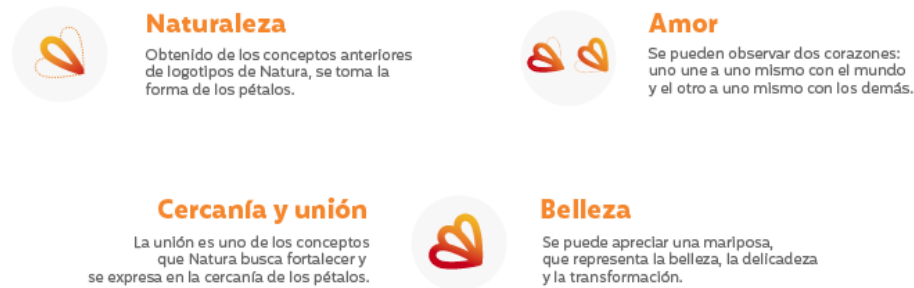 Naturaleza
Obtenido de los conceptos anteriores
de logotipos de Natura, se toma la
forma de los pétalos.
Amor
Se pueden observar dos corazones:
uno une a uno mismo con el mundo
y el otro a uno mismo con los demás.
Cercanía y unión
La unión es uno de los conceptos
que Natura busca fortalecer y
se expresa en la cercanía de los pétalos.
Belleza
Se puede apreciar una mariposa,
que representa la belleza, la delicadeza
y la transformación.